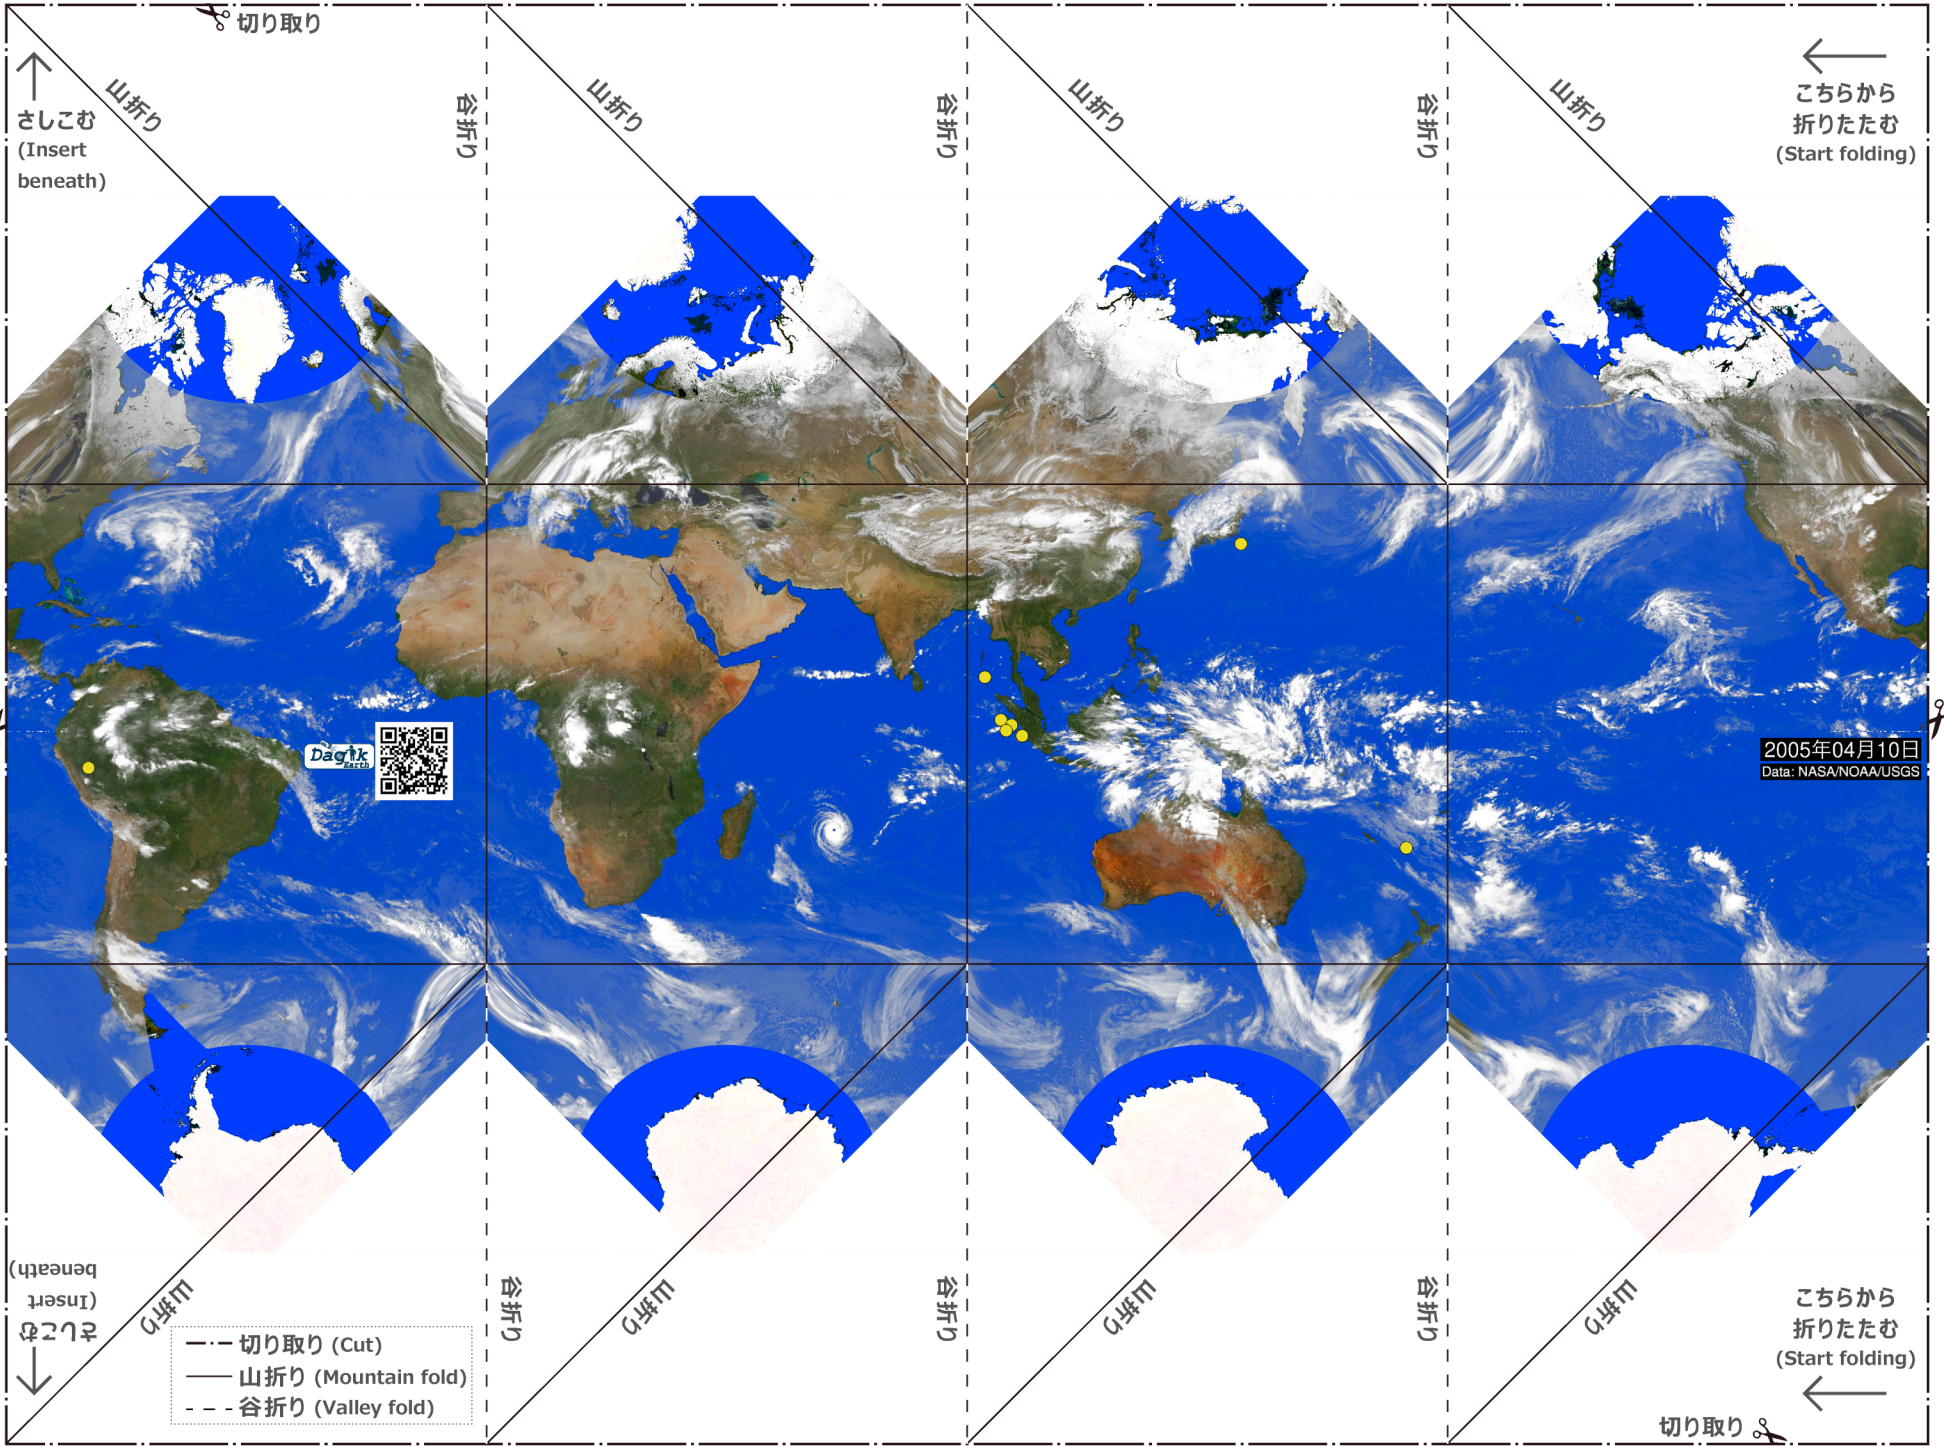 切り取り
山折り
谷折り
山折り
谷折り
山折り
谷折り
山折り
さしこむ
(Insert
beneath)
こちらから
折りたたむ
(Start folding)
Dagik
Earth
2005年04月10日
Data: NASA/NOAA/USGS
さしこむ
(Insert
beneath)
山折り
谷折り
山折り
谷折り
山折り
谷折り
山折り
こちらから
折りたたむ
(Start folding)
切り取り (Cut)
山折り (Mountain fold)
谷折り (Valley fold)
切り取り